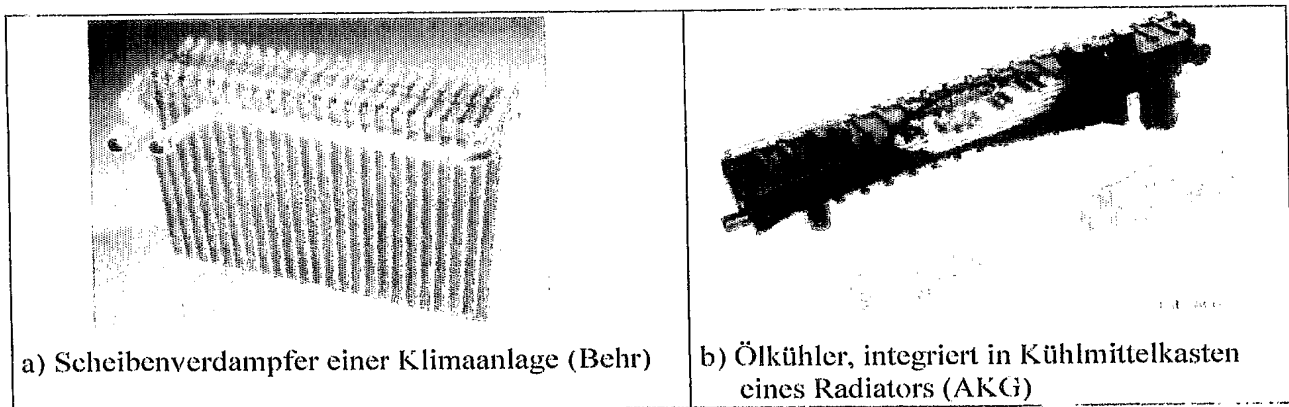 a) Scheibenverdampfer einer Klimaanlage (Behr)
b) Ölkühler, integriert in Kühlmittelkasten
eines Radiators (AKG)